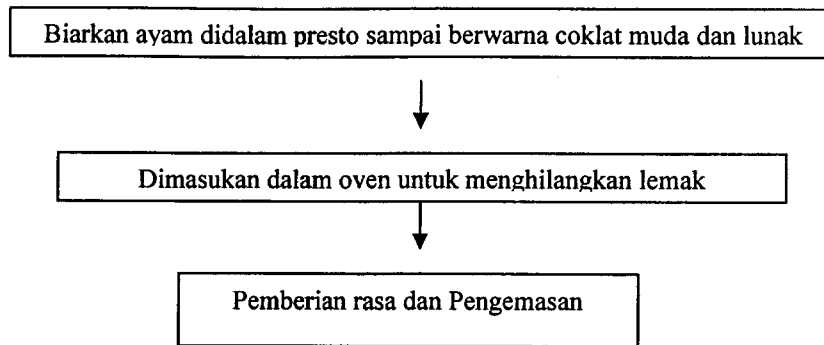 Biarkan ayam didalam presto sampai berwarna coklat muda dan lunak
Dimasukan dalam oven untuk menghilangkan lemak
Pemberian rasa dan Pengemasan